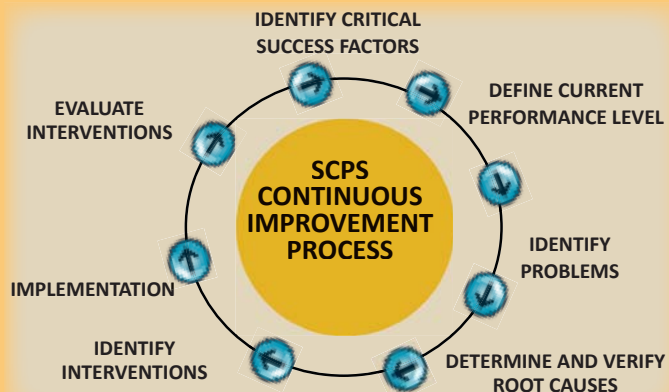 IDENTIFY CRITICAL
SUCCESS FACTORS
DEFINE CURRENT
PERFORMANCE LEVEL
IDENTIFY
PROBLEMS
DETERMINE AND VERIFY
ROOT CAUSES
IDENTIFY
INTERVENTIONS
IMPLEMENTATION
EVALUATE
INTERVENTIONS
SCPS
CONTINUOUS
IMPROVEMENT
PROCESS